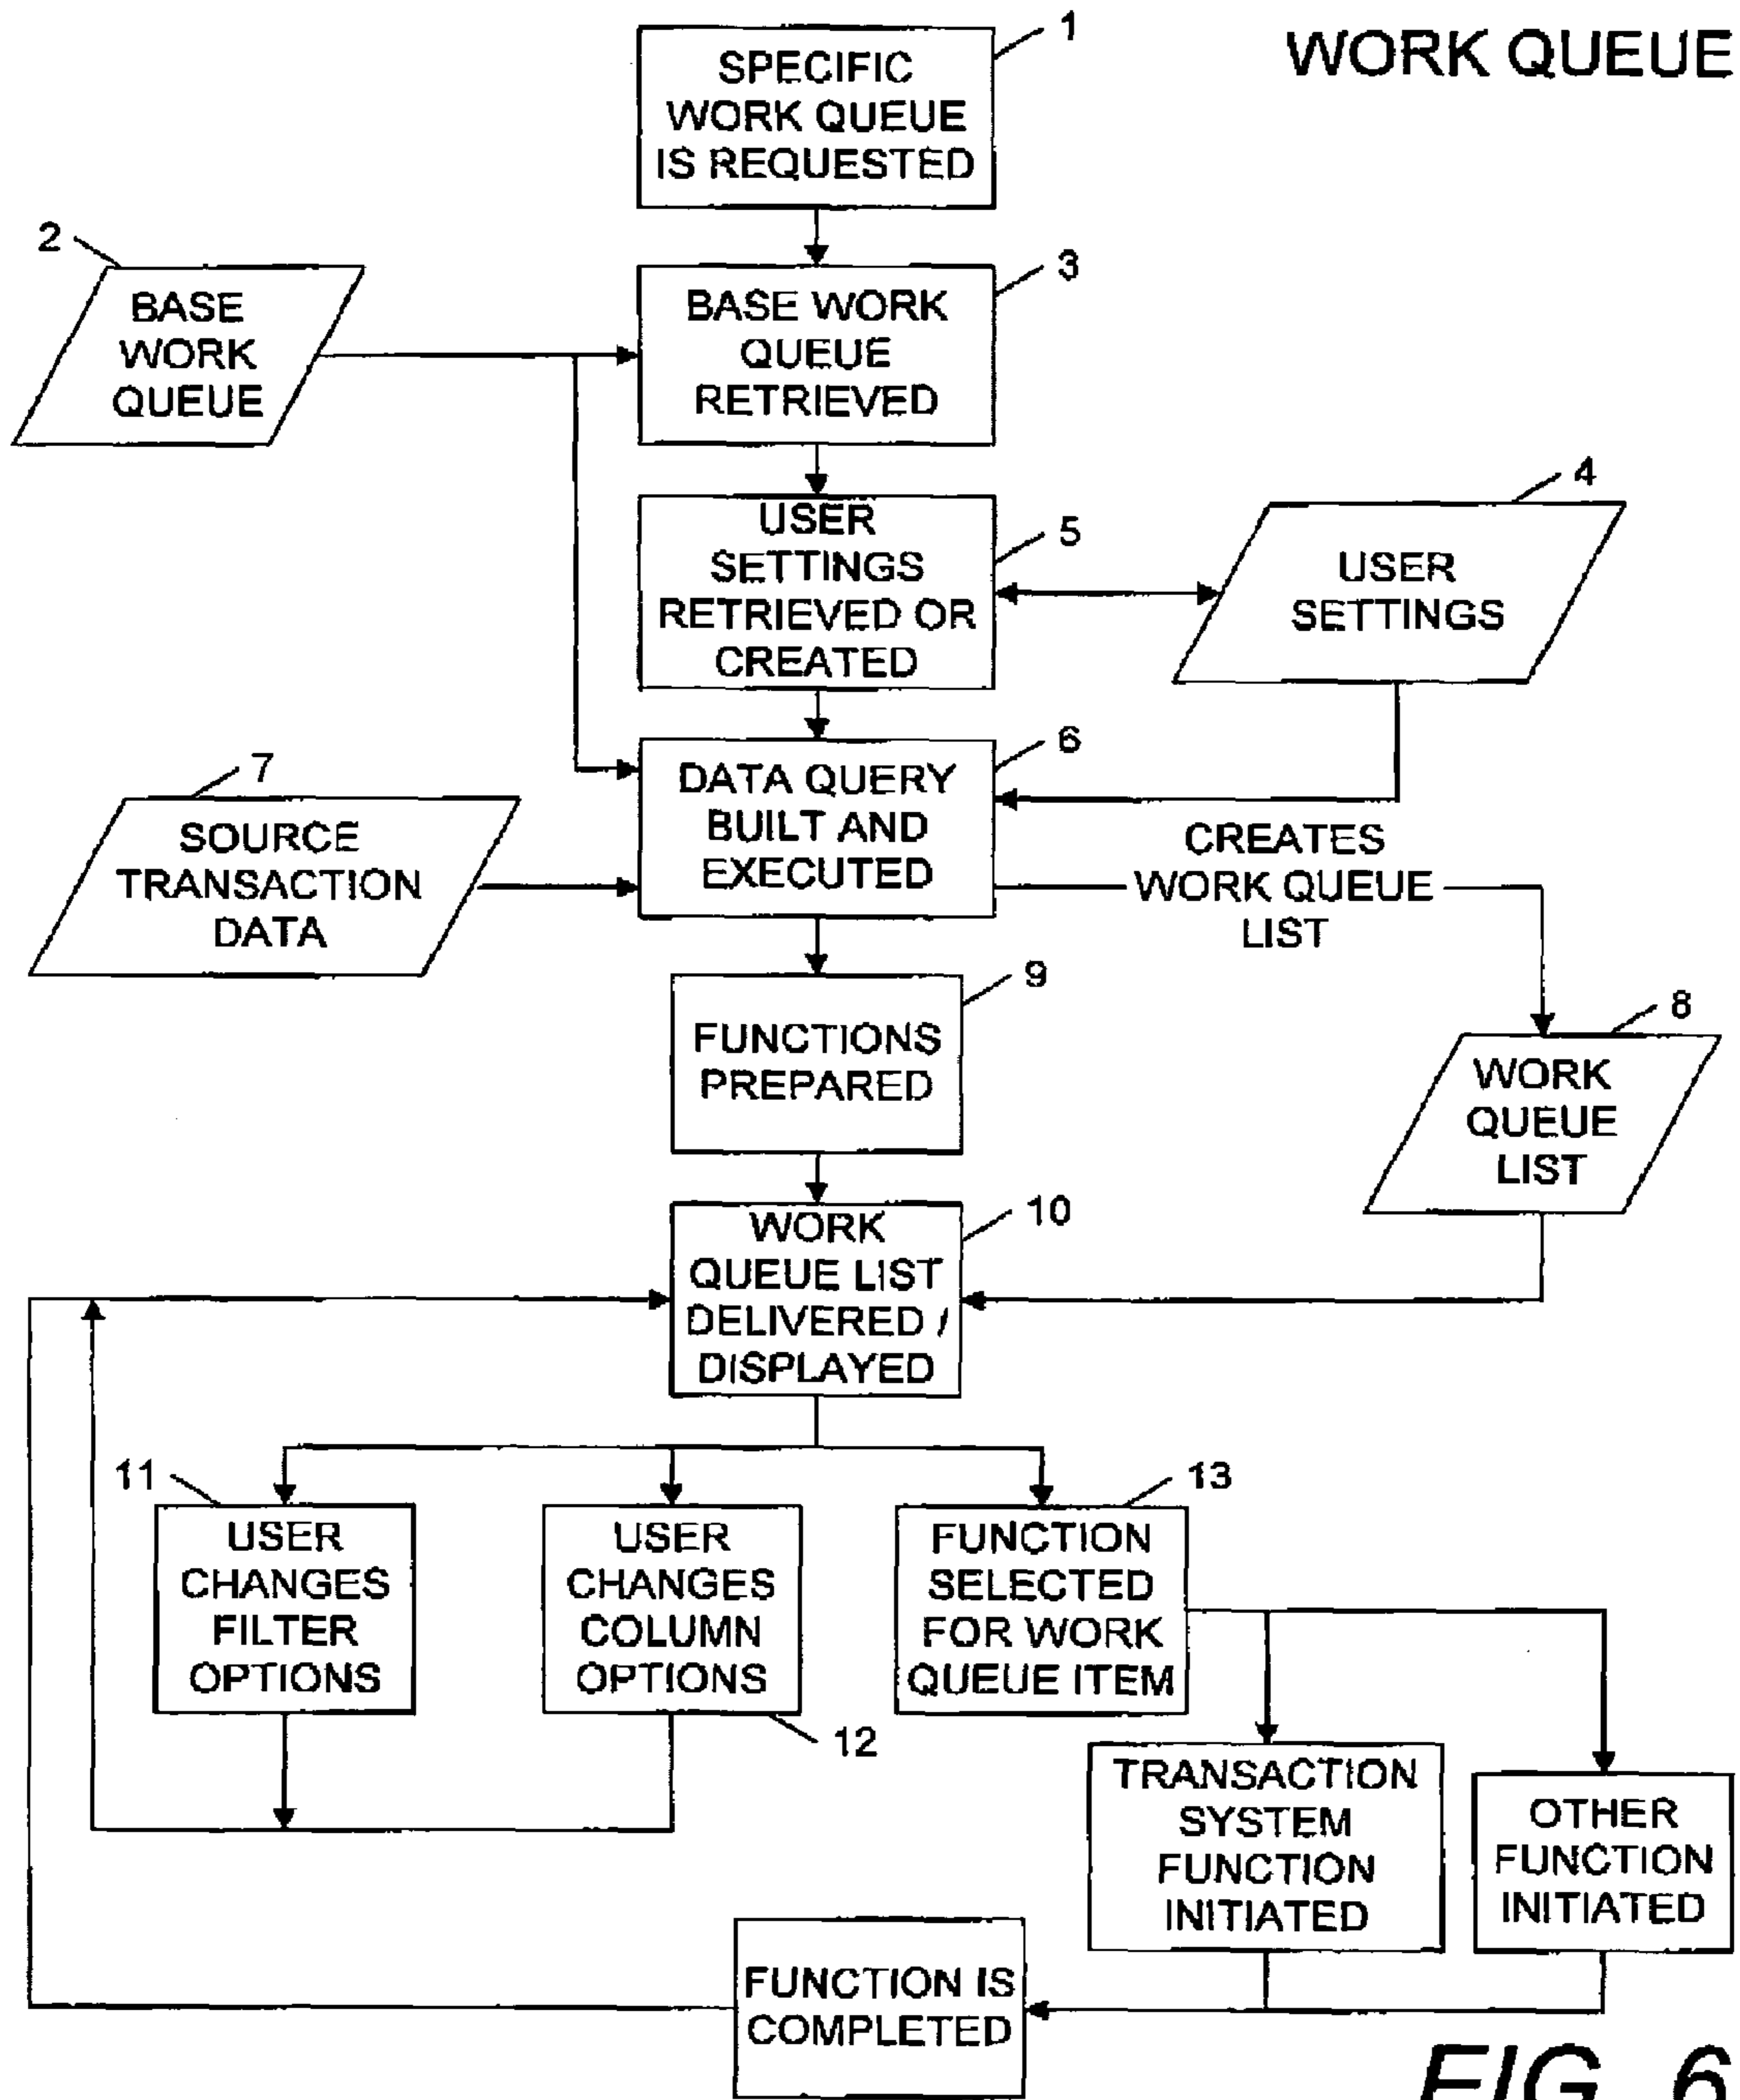 WORK QUEUE
1
SPECIFIC
WORK QUEUE
IS REQUESTED
2
BASE
WORK
QUEUE
3
BASE WORK
QUEUE
RETRIEVED
4
USER
SETTINGS
5
USER
SETTINGS
RETRIEVED OR
CREATED
6
DATA QUERY
BUILT AND
EXECUTED
7
SOURCE
TRANSACTION
DATA
CREATES
WORK QUEUE
LIST
8
WORK
QUEUE
LIST
9
FUNCTIONS
PREPARED
10
WORK
QUEUE LIST
DELIVERED /
DISPLAYED
11
USER
CHANGES
FILTER
OPTIONS
USER
CHANGES
COLUMN
OPTIONS
12
13
FUNCTION
SELECTED
FOR WORK
QUEUE ITEM
TRANSACTION
SYSTEM
FUNCTION
INITIATED
OTHER
FUNCTION
INITIATED
FUNCTION IS
COMPLETED
FIG. 6